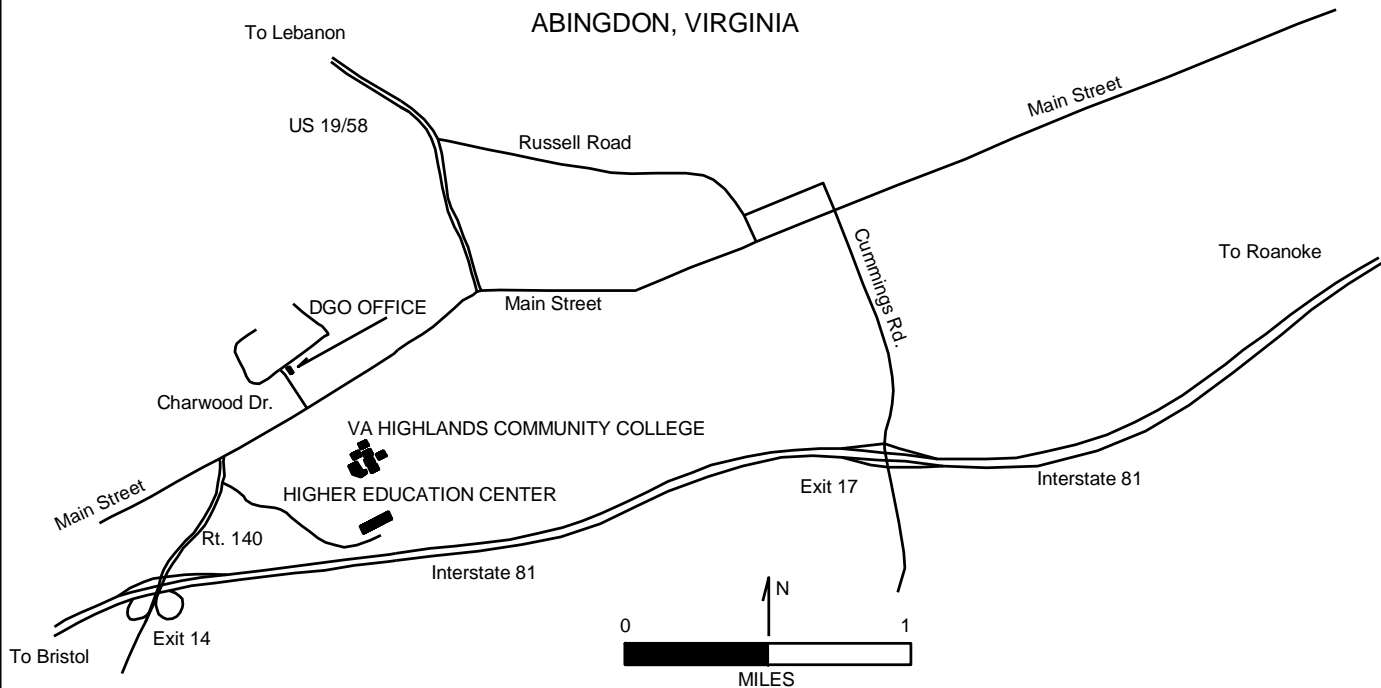 ABINGDON, VIRGINIA
To Lebanon
US 19/58
Russell Road
Main Street
To Roanoke
Cummings Rd.
DGO OFFICE
Main Street
Charwood Dr.
VA HIGHLANDS COMMUNITY COLLEGE
HIGHER EDUCATION CENTER
Main Street
Rt. 140
Exit 17
Interstate 81
Interstate 81
N
Exit 14
To Bristol
0
1
MILES